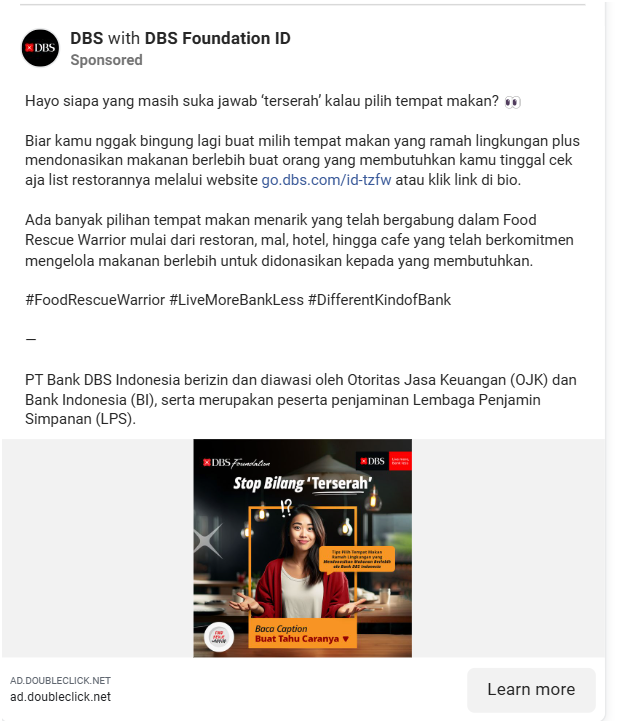 DBS with DBS Foundation ID
DBS
Sponsored
Hayo siapa yang masih suka jawab ‘terserah’ kalau pilih tempat makan? 👀
Biar kamu nggak bingung lagi buat milih tempat makan yang ramah lingkungan plus
mendonasikan makanan berlebih buat orang yang membutuhkan kamu tinggal cek
aja list restorannya melalui website go.dbs.com/id-tzfw atau klik link di bio.
Ada banyak pilihan tempat makan menarik yang telah bergabung dalam Food
Rescue Warrior mulai dari restoran, mal, hotel, hingga cafe yang telah berkomitmen
mengelola makanan berlebih untuk didonasikan kepada yang membutuhkan.
#FoodRescueWarrior #LiveMoreBankLess #DifferentKindofBank
—
PT Bank DBS Indonesia berizin dan diawasi oleh Otoritas Jasa Keuangan (OJK) dan
Bank Indonesia (BI), serta merupakan peserta penjaminan Lembaga Penjamin
Simpanan (LPS).
DBS Foundation
DBS
Stop Bilang ‘Terserah’
!?
Tips Pilih Tempat Makan
Ramah Lingkungan yang
Mendonasikan Makanan Berlebih
ala Bank DBS Indonesia
Baca Caption
Buat Tahu Caranya ♥
AD.DOUBLECLICK.NET
ad.doubleclick.net
Learn more